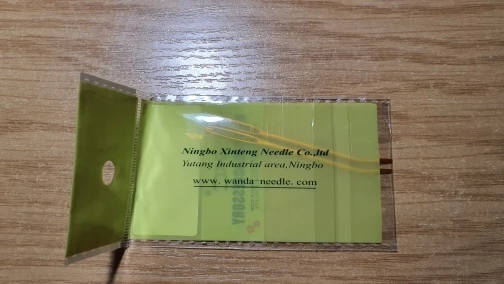 Ningbo Xinteng Needle Co.,ltd
Yutang Industrial area,Ningbo
www.wanda-needle.com